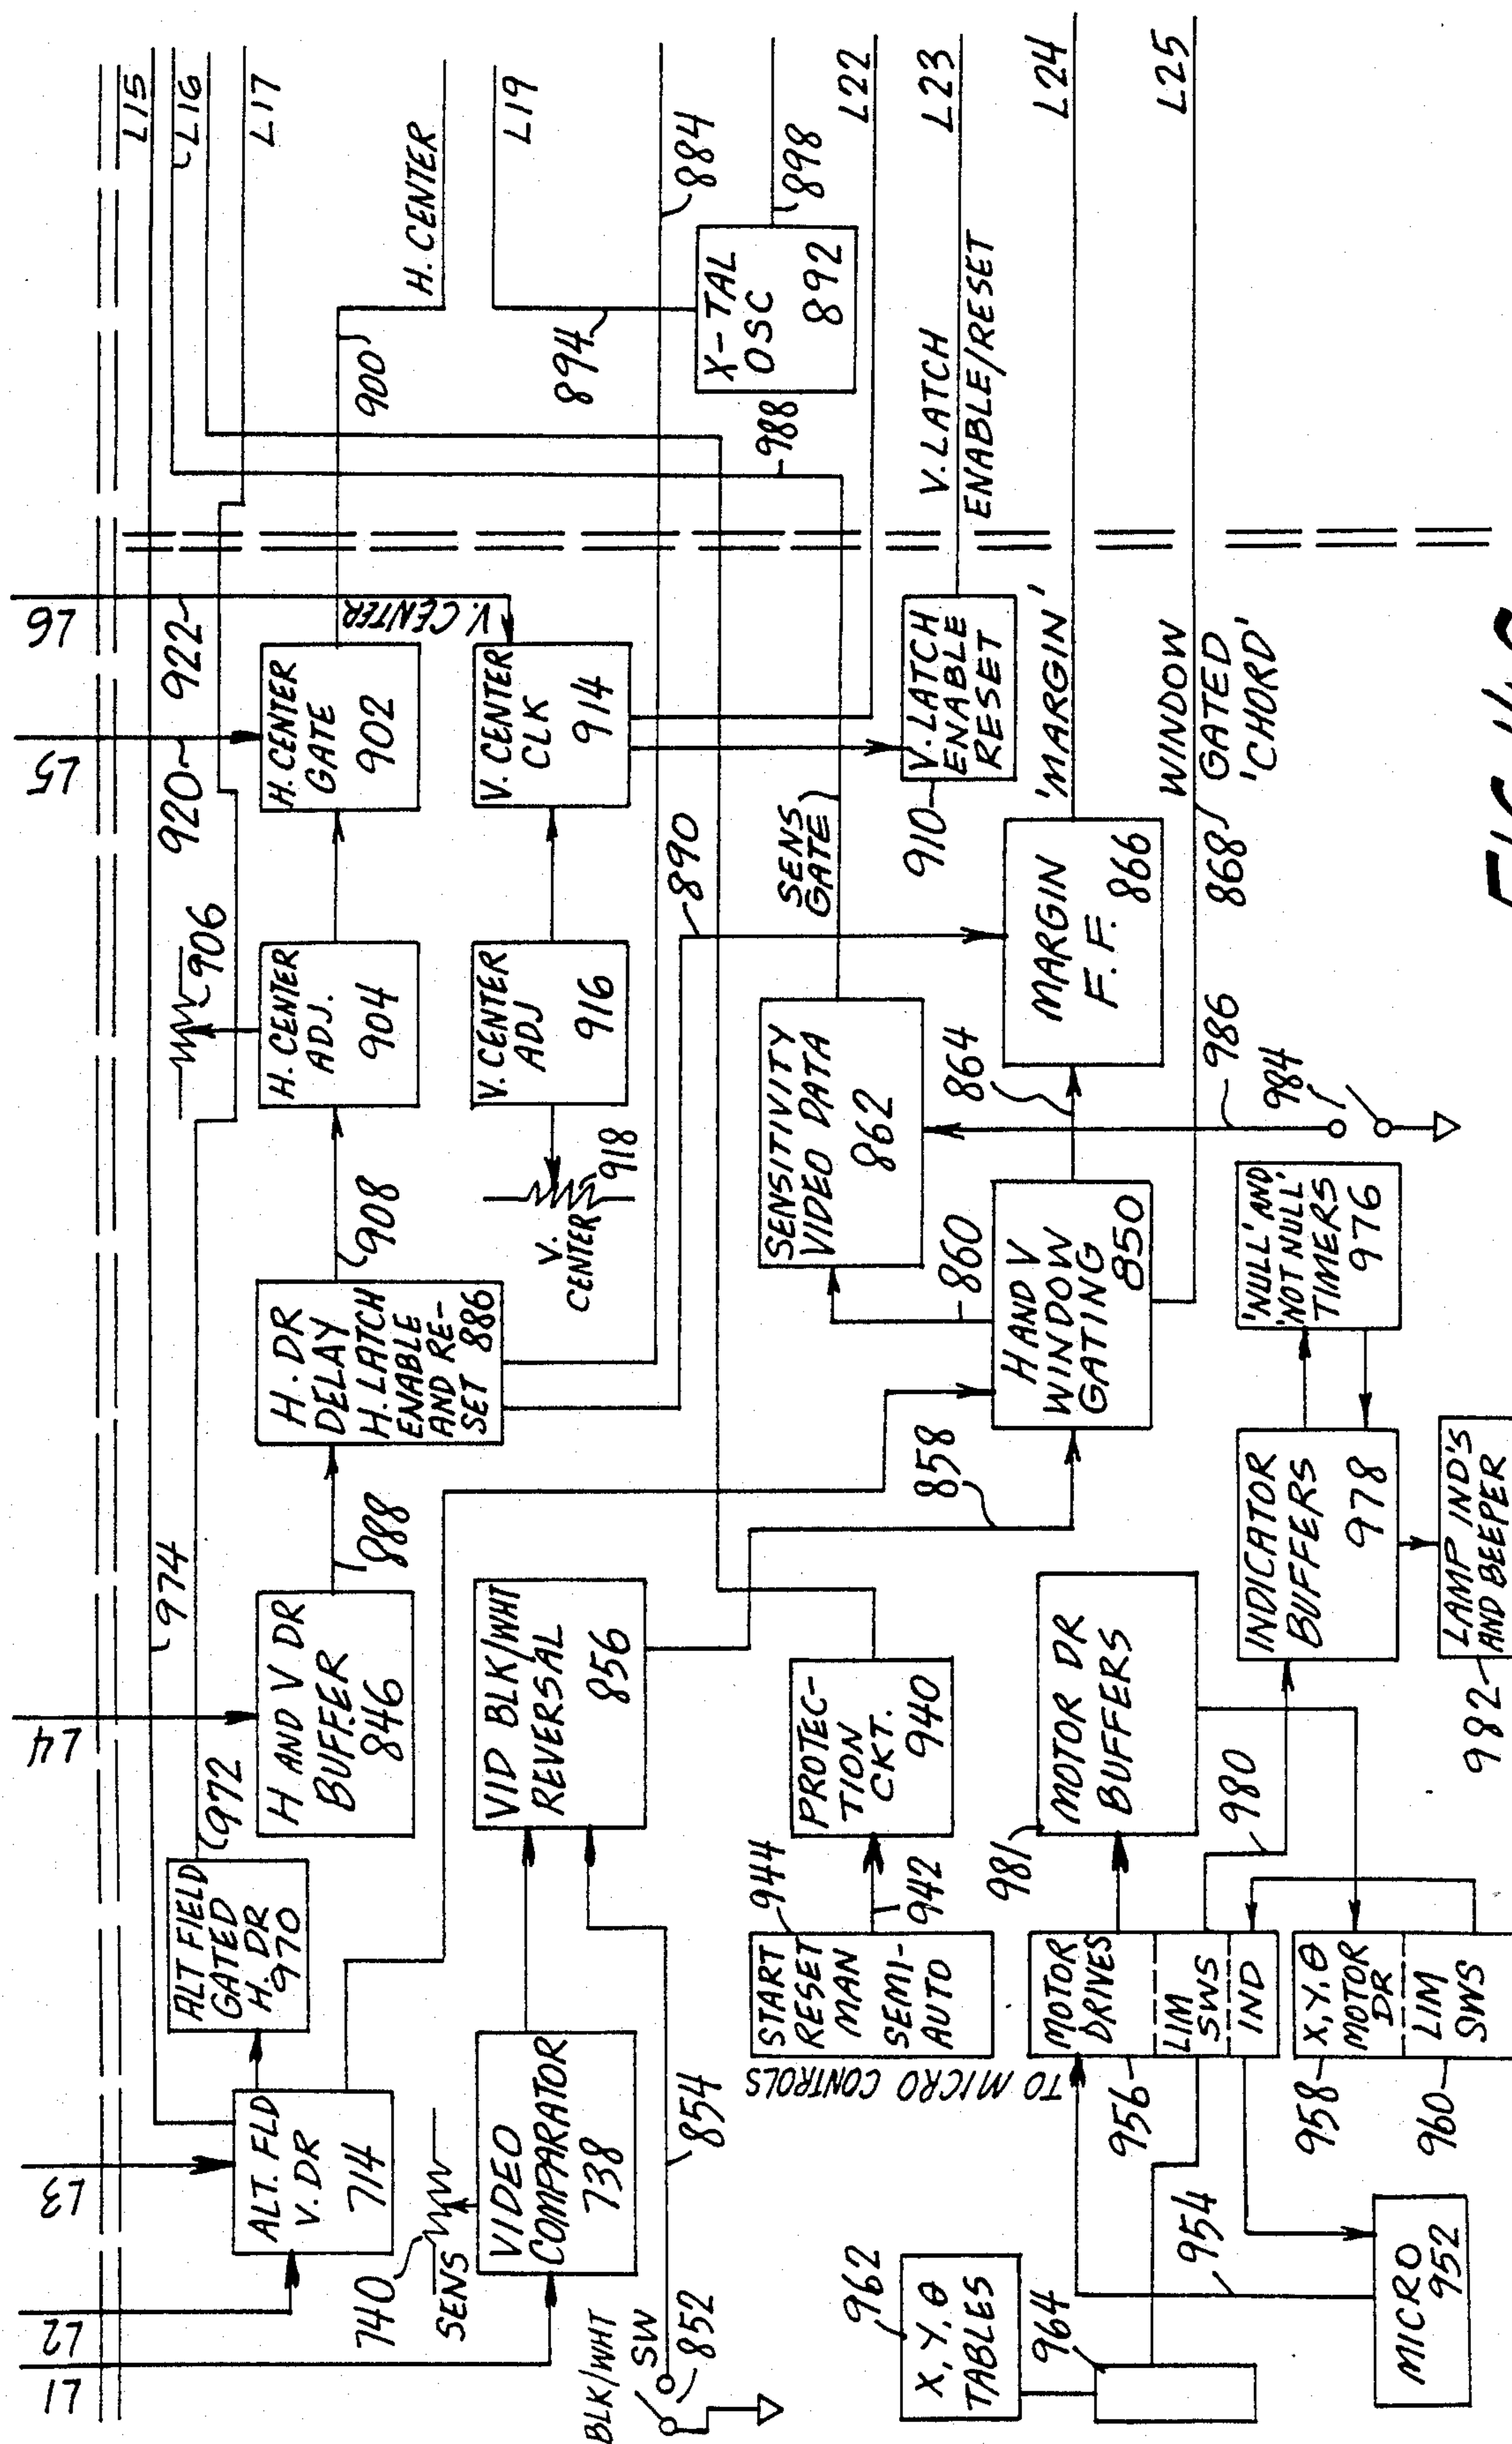 L1
L2
L3
L4
L5
L6
L15
L16
L17
H. CENTER
L19
884
898
L22
L23
L24
L25
974
972
ALT FIELD
GATED
H. DR
970
ALT. FLD
V. DR
714
H AND V DR
BUFFER
846
888
H. DR
DELAY
H. LATCH
ENABLE
AND RE-
SET 886
908
906
H. CENTER
ADJ.
904
920
922
H. CENTER
GATE
902
900
V. CENTER
740
SENS
VIDEO
COMPARATOR
738
VID BLK/WHT
REVERSAL
856
V.
CENTER
918
V. CENTER
ADJ
916
V. CENTER
CLK
914
894
X-TAL
OSC
892
988
BLK/WHT
SW
852
854
890
858
860
SENSITIVITY
VIDEO DATA
862
SENS
GATE
910
V. LATCH
ENABLE
RESET
V. LATCH
ENABLE/RESET
944
START
RESET
MAN
SEMI-
AUTO
TO MICRO CONTROLS
942
PROTEC-
TION
CKT.
940
H AND V
WINDOW
GATING
850
864
MARGIN
F. F.
866
'MARGIN'
WINDOW
GATED
'CHORD'
868
986
984
962
X, Y, θ
TABLES
964
954
956
MOTOR
DRIVES
LIM
SWS
IND
981
MOTOR DR
BUFFERS
980
INDICATOR
BUFFERS
978
'NULL' AND
'NOT NULL'
TIMERS
976
MICRO
952
958
X, Y, θ
MOTOR
DR
960
LIM
SWS
982
LAMP IND'S
AND BEEPER